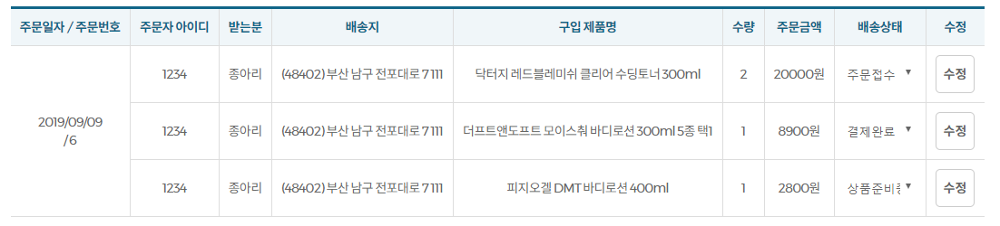 주문일자 / 주문번호 주문자 아이디 받는분 배송지 구입 제품명 수량 주문금액 배송상태 수정
1234 종아리 (48402) 부산 남구 전포대로 7 111 닥터지 레드블레미쉬 클리어 수딩토너 300ml 2 20000원 주문접수 수정
2019/09/09
/ 6
1234 종아리 (48402) 부산 남구 전포대로 7 111 더프트앤도프트 모이스춰 바디로션 300ml 5종 택1 1 8900원 결제완료 수정
1234 종아리 (48402) 부산 남구 전포대로 7 111 피지오겔 DMT 바디로션 400ml 1 2800원 상품준비 수정